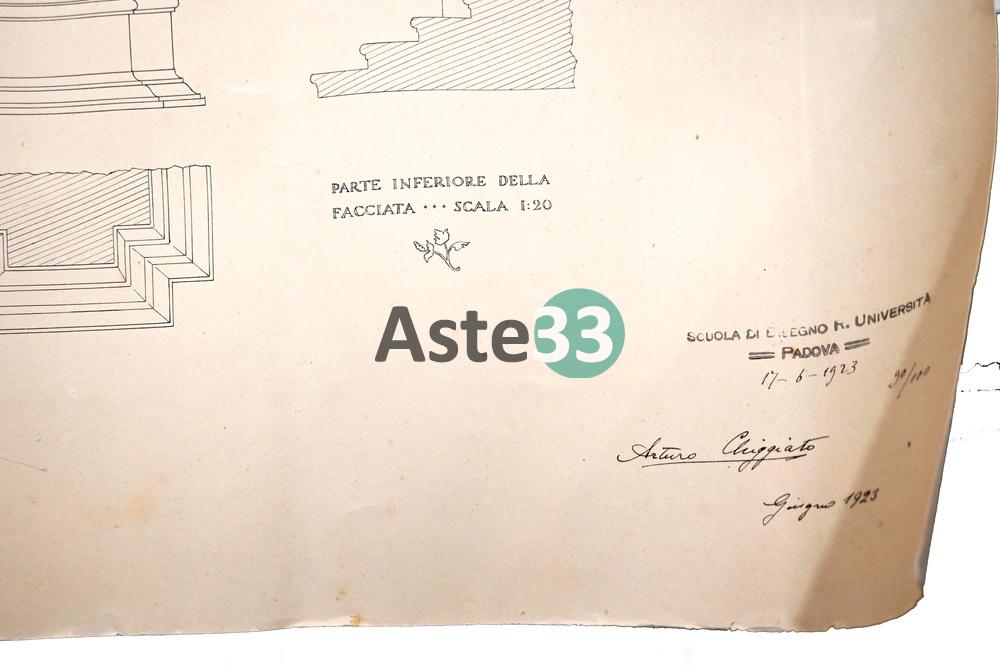 PARTE INFERIORE DELLA
FACCIATA ··· SCALA 1:20
Aste33
SCUOLA DI DISEGNO R. UNIVERSITÀ
= PADOVA =
17-6-1923
30/100
Arturo Chiggiato
Giugno 1923